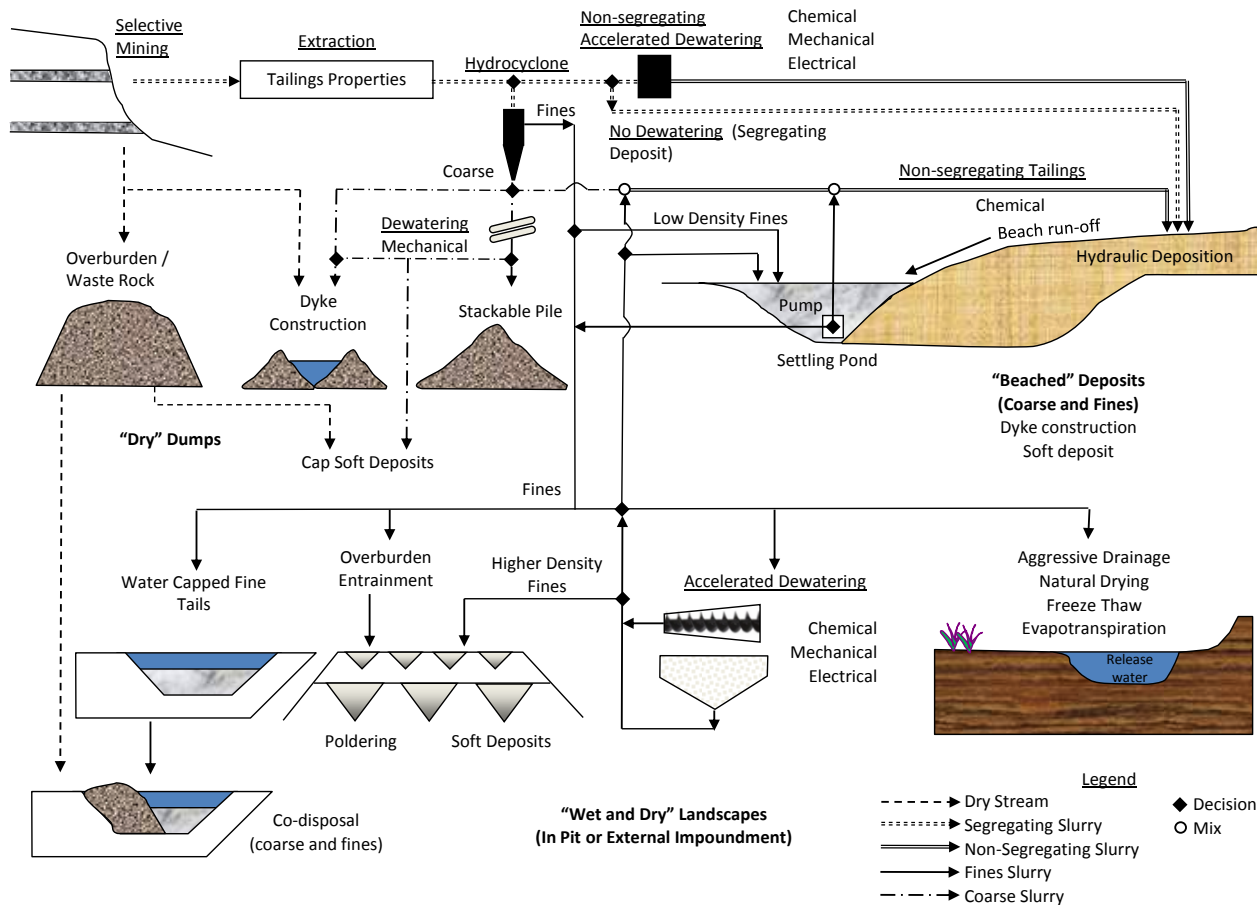 Selective
Mining
Extraction
Tailings Properties
Hydrocyclone
Non-segregating
Accelerated Dewatering
Chemical
Mechanical
Electrical
Fines
No Dewatering (Segregating
Deposit)
Coarse
Non-segregating Tailings
Dewatering
Mechanical
Low Density Fines
Chemical
Beach run-off
Hydraulic Deposition
Overburden /
Waste Rock
Dyke
Construction
Stackable Pile
Pump
Settling Pond
“Beached” Deposits
(Coarse and Fines)
Dyke construction
Soft deposit
“Dry” Dumps
Cap Soft Deposits
Fines
Water Capped Fine
Tails
Overburden
Entrainment
Higher Density
Fines
Accelerated Dewatering
Chemical
Mechanical
Electrical
Aggressive Drainage
Natural Drying
Freeze Thaw
Evapotranspiration
Release
water
Poldering
Soft Deposits
Co-disposal
(coarse and fines)
“Wet and Dry” Landscapes
(In Pit or External Impoundment)
Legend
Dry Stream
Segregating Slurry
Non-Segregating Slurry
Fines Slurry
Coarse Slurry
Decision
Mix